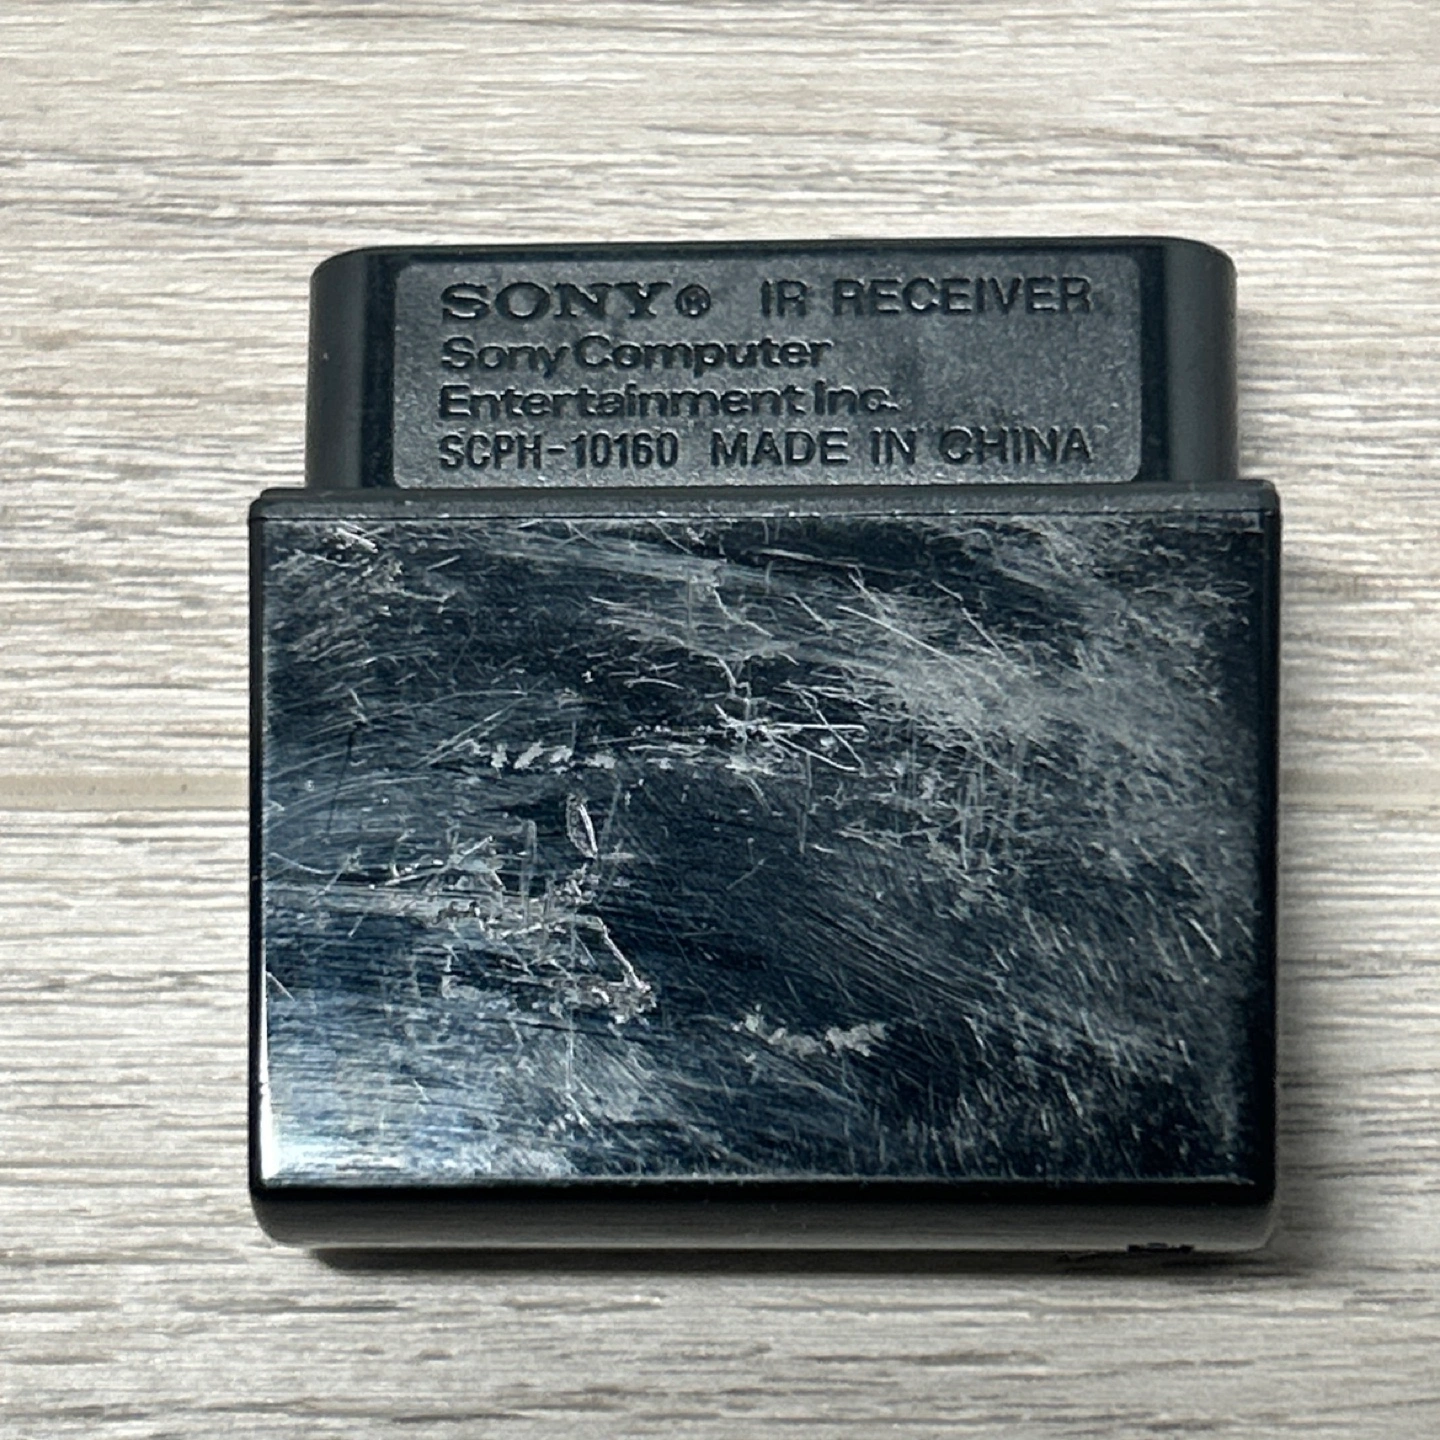 SONY® IR RECEIVER
Sony Computer
Entertainment Inc.
SCPH-10160 MADE IN CHINA